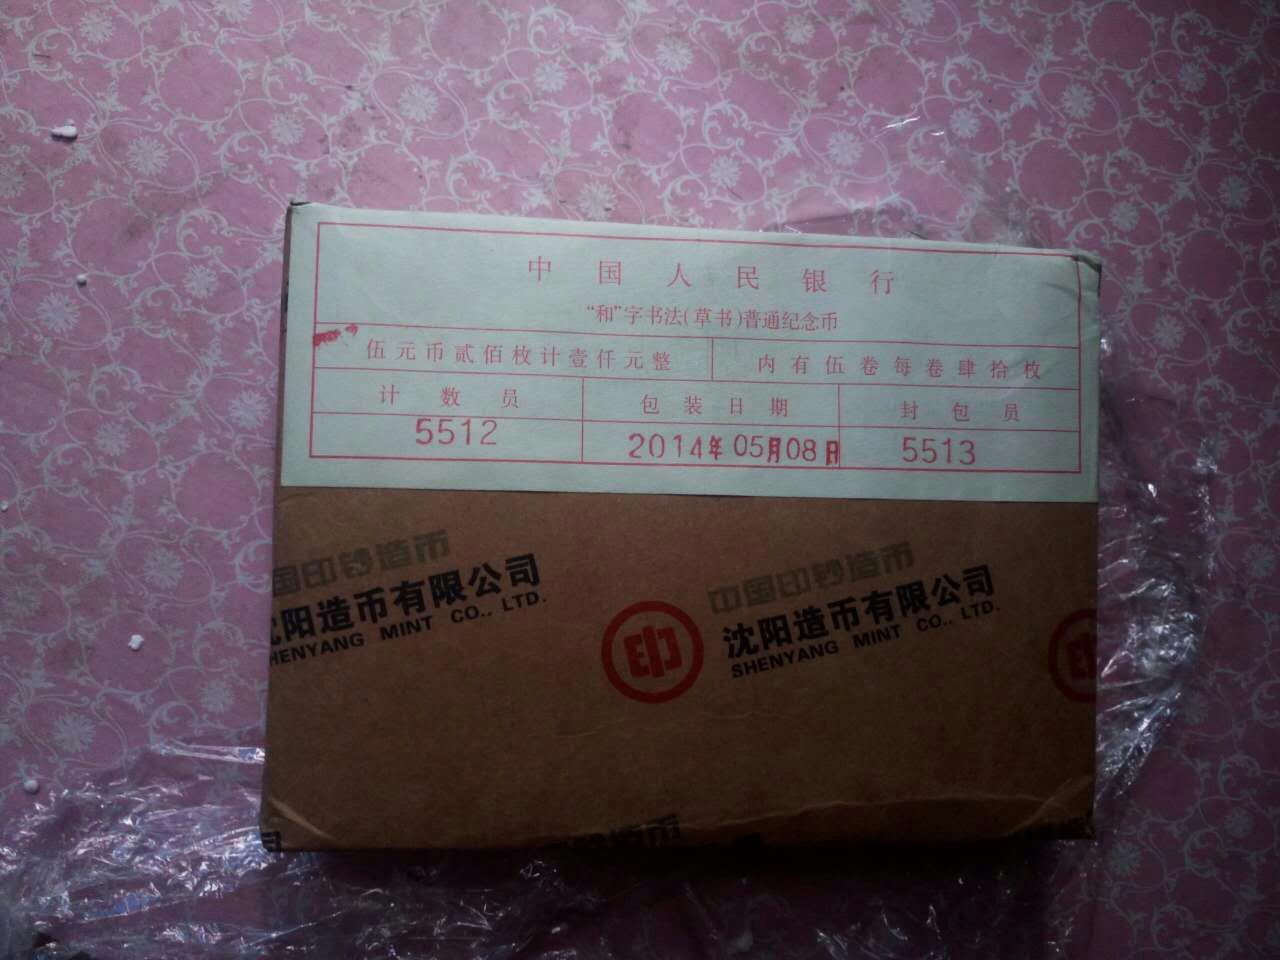 中国人民银行
“和”字书法(草书)普通纪念币
伍元币贰佰枚计壹仟元整 内有伍卷每卷肆拾枚
计数员 包装日期 封包员
5512 2014年05月08日 5513
国印钞造币
沈阳造币有限公司
SHENYANG MINT CO., LTD.
中国印钞造币
沈阳造币有限公司
SHENYANG MINT CO., LTD.
印钞造币